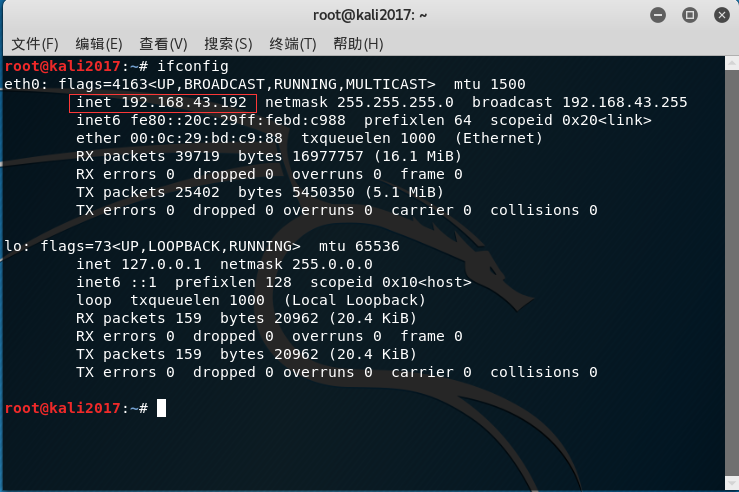 root@kali2017: ~
文件(F) 编辑(E) 查看(V) 搜索(S) 终端(T) 帮助(H)
root@kali2017:~# ifconfig
eth0: flags=4163<UP,BROADCAST,RUNNING,MULTICAST>  mtu 1500
        inet 192.168.43.192  netmask 255.255.255.0  broadcast 192.168.43.255
        inet6 fe80::20c:29ff:febd:c988  prefixlen 64  scopeid 0x20<link>
        ether 00:0c:29:bd:c9:88  txqueuelen 1000  (Ethernet)
        RX packets 39719  bytes 16977757 (16.1 MiB)
        RX errors 0  dropped 0  overruns 0  frame 0
        TX packets 25402  bytes 5450350 (5.1 MiB)
        TX errors 0  dropped 0 overruns 0  carrier 0  collisions 0
lo: flags=73<UP,LOOPBACK,RUNNING>  mtu 65536
        inet 127.0.0.1  netmask 255.0.0.0
        inet6 ::1  prefixlen 128  scopeid 0x10<host>
        loop  txqueuelen 1000  (Local Loopback)
        RX packets 159  bytes 20962 (20.4 KiB)
        RX errors 0  dropped 0  overruns 0  frame 0
        TX packets 159  bytes 20962 (20.4 KiB)
        TX errors 0  dropped 0 overruns 0  carrier 0  collisions 0
root@kali2017:~#